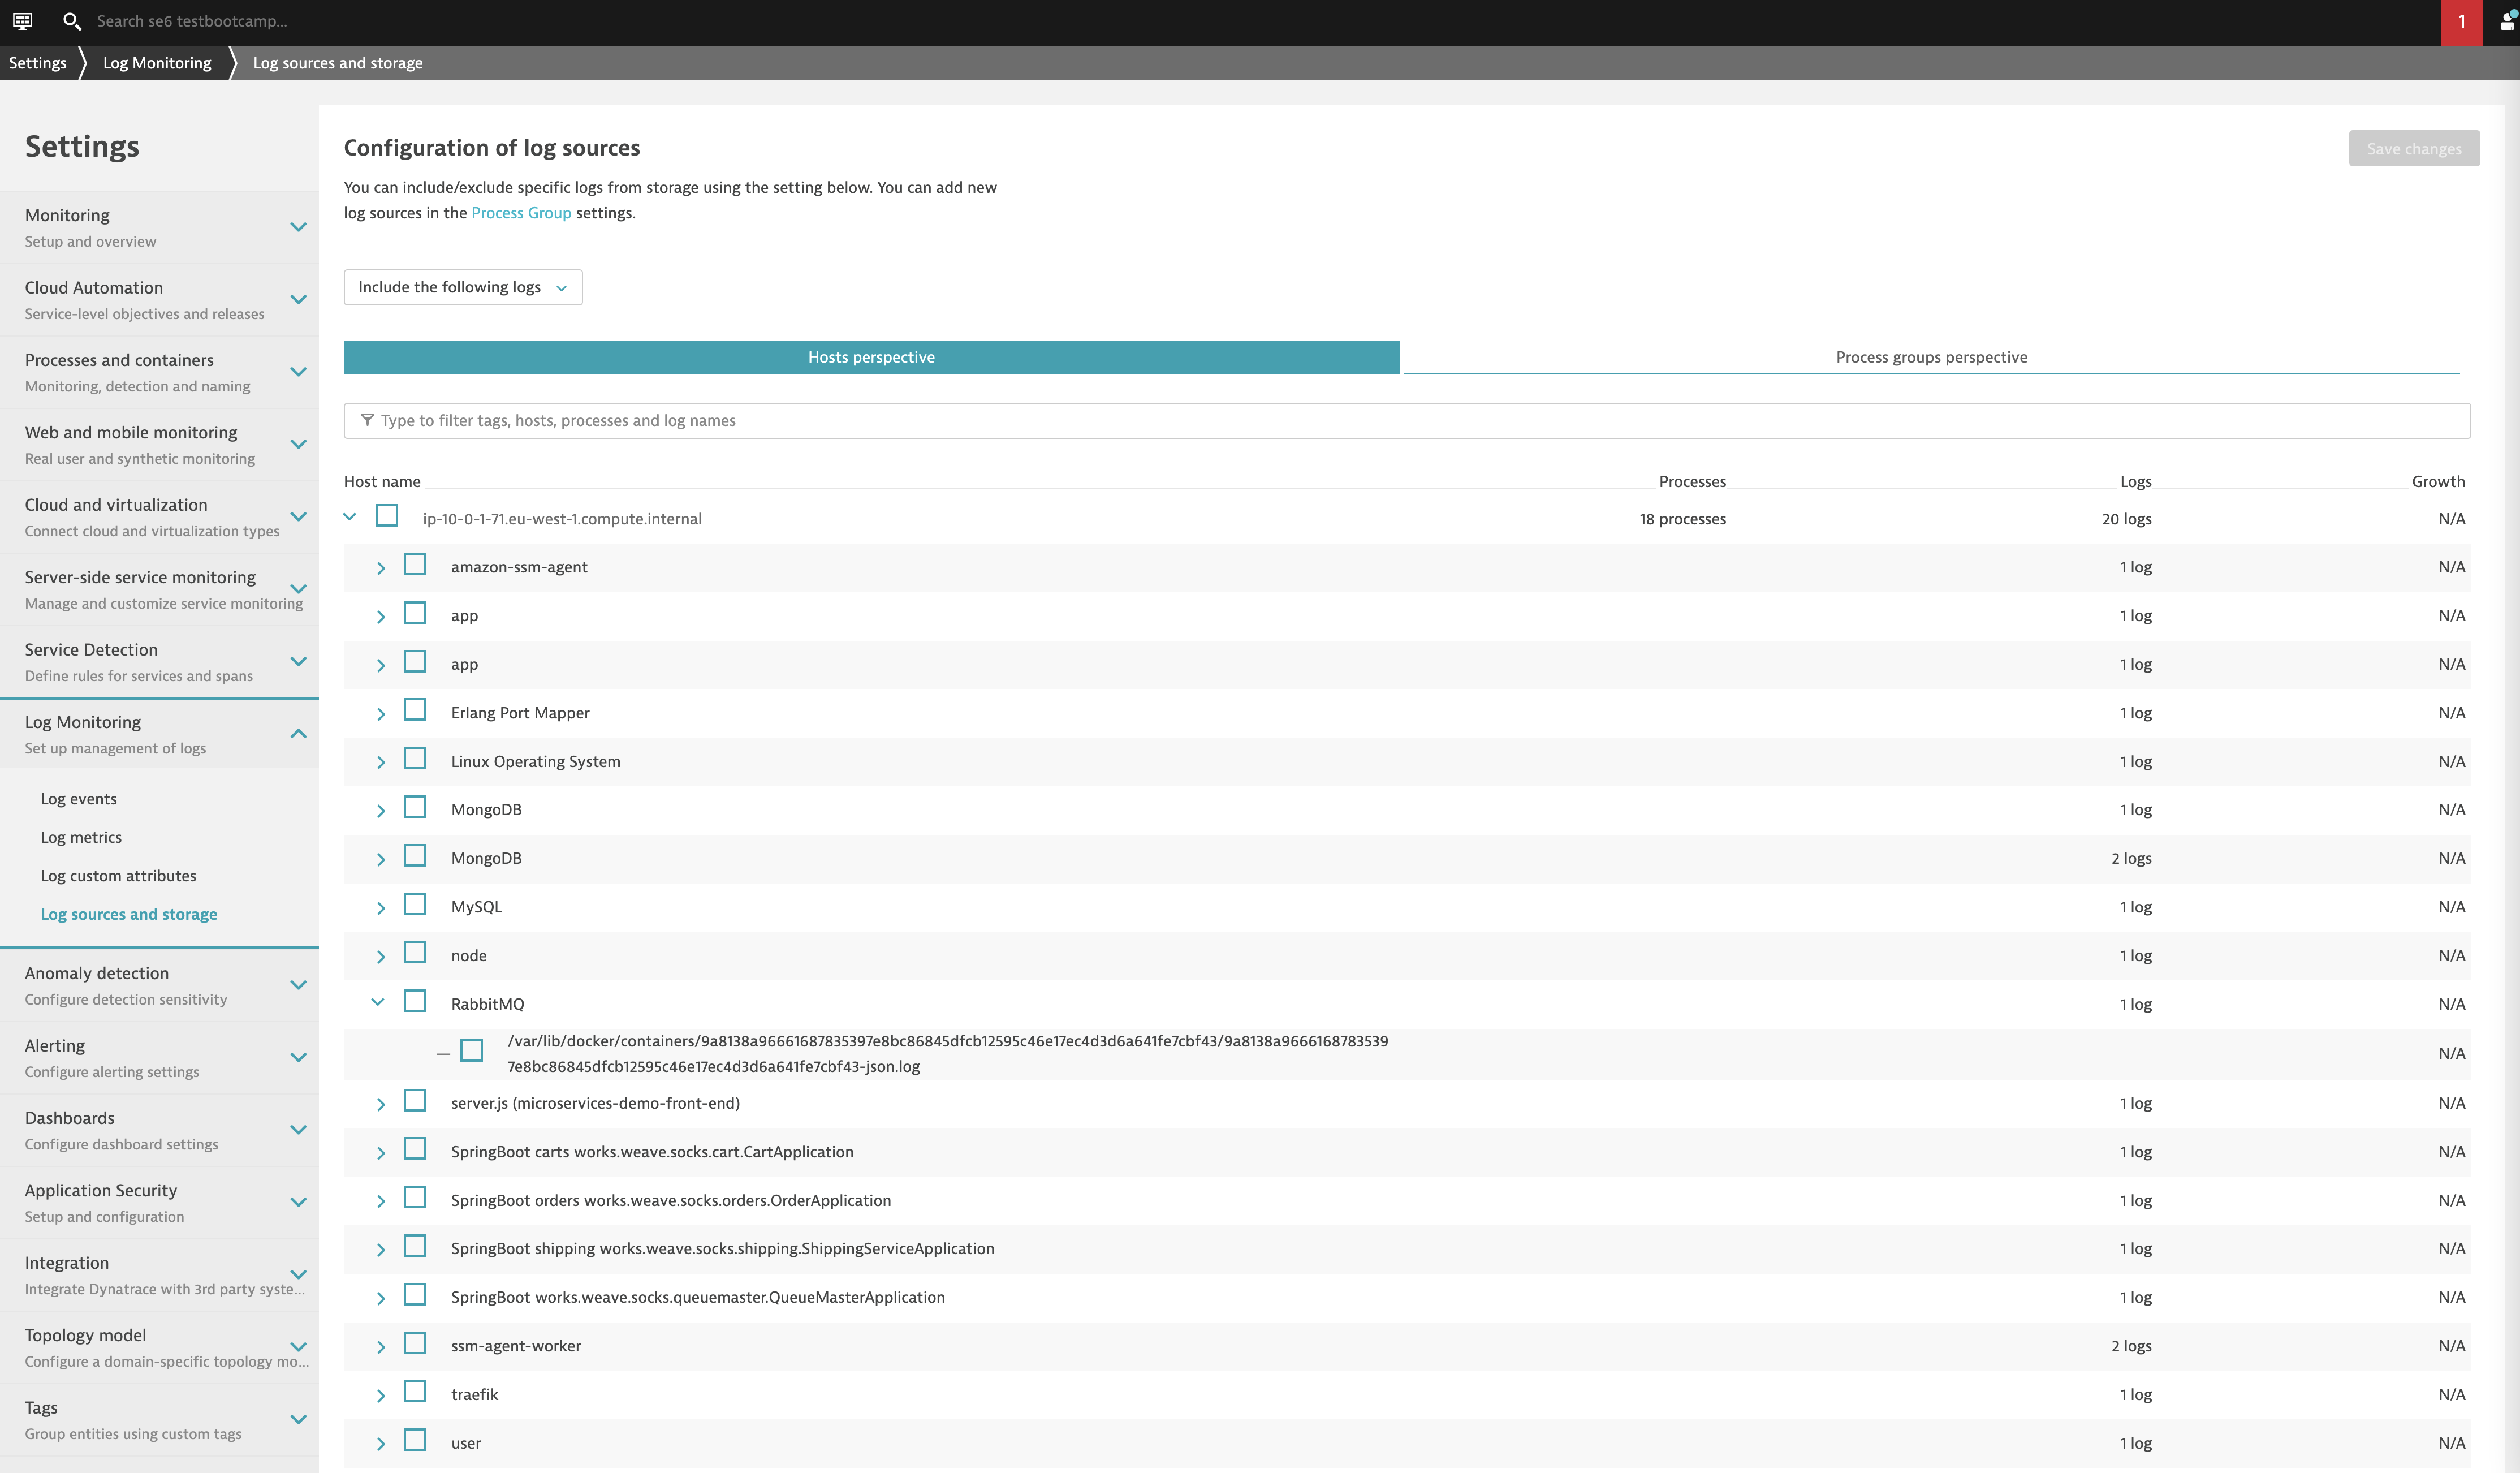 Search se6 testbootcamp...
1
Settings
Log Monitoring
Log sources and storage
Settings
Monitoring
Setup and overview
Cloud Automation
Service-level objectives and releases
Processes and containers
Monitoring, detection and naming
Web and mobile monitoring
Real user and synthetic monitoring
Cloud and virtualization
Connect cloud and virtualization types
Server-side service monitoring
Manage and customize service monitoring
Service Detection
Define rules for services and spans
Log Monitoring
Set up management of logs
Log events
Log metrics
Log custom attributes
Log sources and storage
Anomaly detection
Configure detection sensitivity
Alerting
Configure alerting settings
Dashboards
Configure dashboard settings
Application Security
Setup and configuration
Integration
Integrate Dynatrace with 3rd party syste...
Topology model
Configure a domain-specific topology mo...
Tags
Group entities using custom tags
Configuration of log sources
Save changes
You can include/exclude specific logs from storage using the setting below. You can add new
log sources in the Process Group settings.
Include the following logs
Hosts perspective
Process groups perspective
Type to filter tags, hosts, processes and log names
Host name Processes Logs Growth
ip-10-0-1-71.eu-west-1.compute.internal 18 processes 20 logs N/A
amazon-ssm-agent 1 log N/A
app 1 log N/A
app 1 log N/A
Erlang Port Mapper 1 log N/A
Linux Operating System 1 log N/A
MongoDB 1 log N/A
MongoDB 2 logs N/A
MySQL 1 log N/A
node 1 log N/A
RabbitMQ 1 log N/A
/var/lib/docker/containers/9a8138a96661687835397e8bc86845dfcb12595c46e17ec4d3d6a641fe7cbf43/9a8138a9666168783539
7e8bc86845dfcb12595c46e17ec4d3d6a641fe7cbf43-json.log N/A
server.js (microservices-demo-front-end) 1 log N/A
SpringBoot carts works.weave.socks.cart.CartApplication 1 log N/A
SpringBoot orders works.weave.socks.orders.OrderApplication 1 log N/A
SpringBoot shipping works.weave.socks.shipping.ShippingServiceApplication 1 log N/A
SpringBoot works.weave.socks.queuemaster.QueueMasterApplication 1 log N/A
ssm-agent-worker 2 logs N/A
traefik 1 log N/A
user 1 log N/A